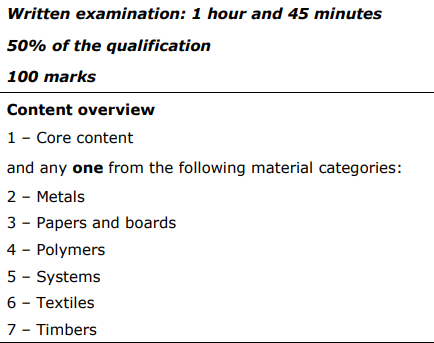 Written examination: 1 hour and 45 minutes
50% of the qualification
100 marks
Content overview
1 – Core content
and any one from the following material categories:
2 – Metals
3 – Papers and boards
4 – Polymers
5 – Systems
6 – Textiles
7 – Timbers